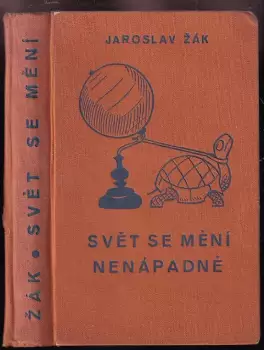 ŽÁK • SVĚT SE MĚNÍ
JAROSLAV ŽÁK
SVĚT SE MĚNÍ
NENÁPADNĚ